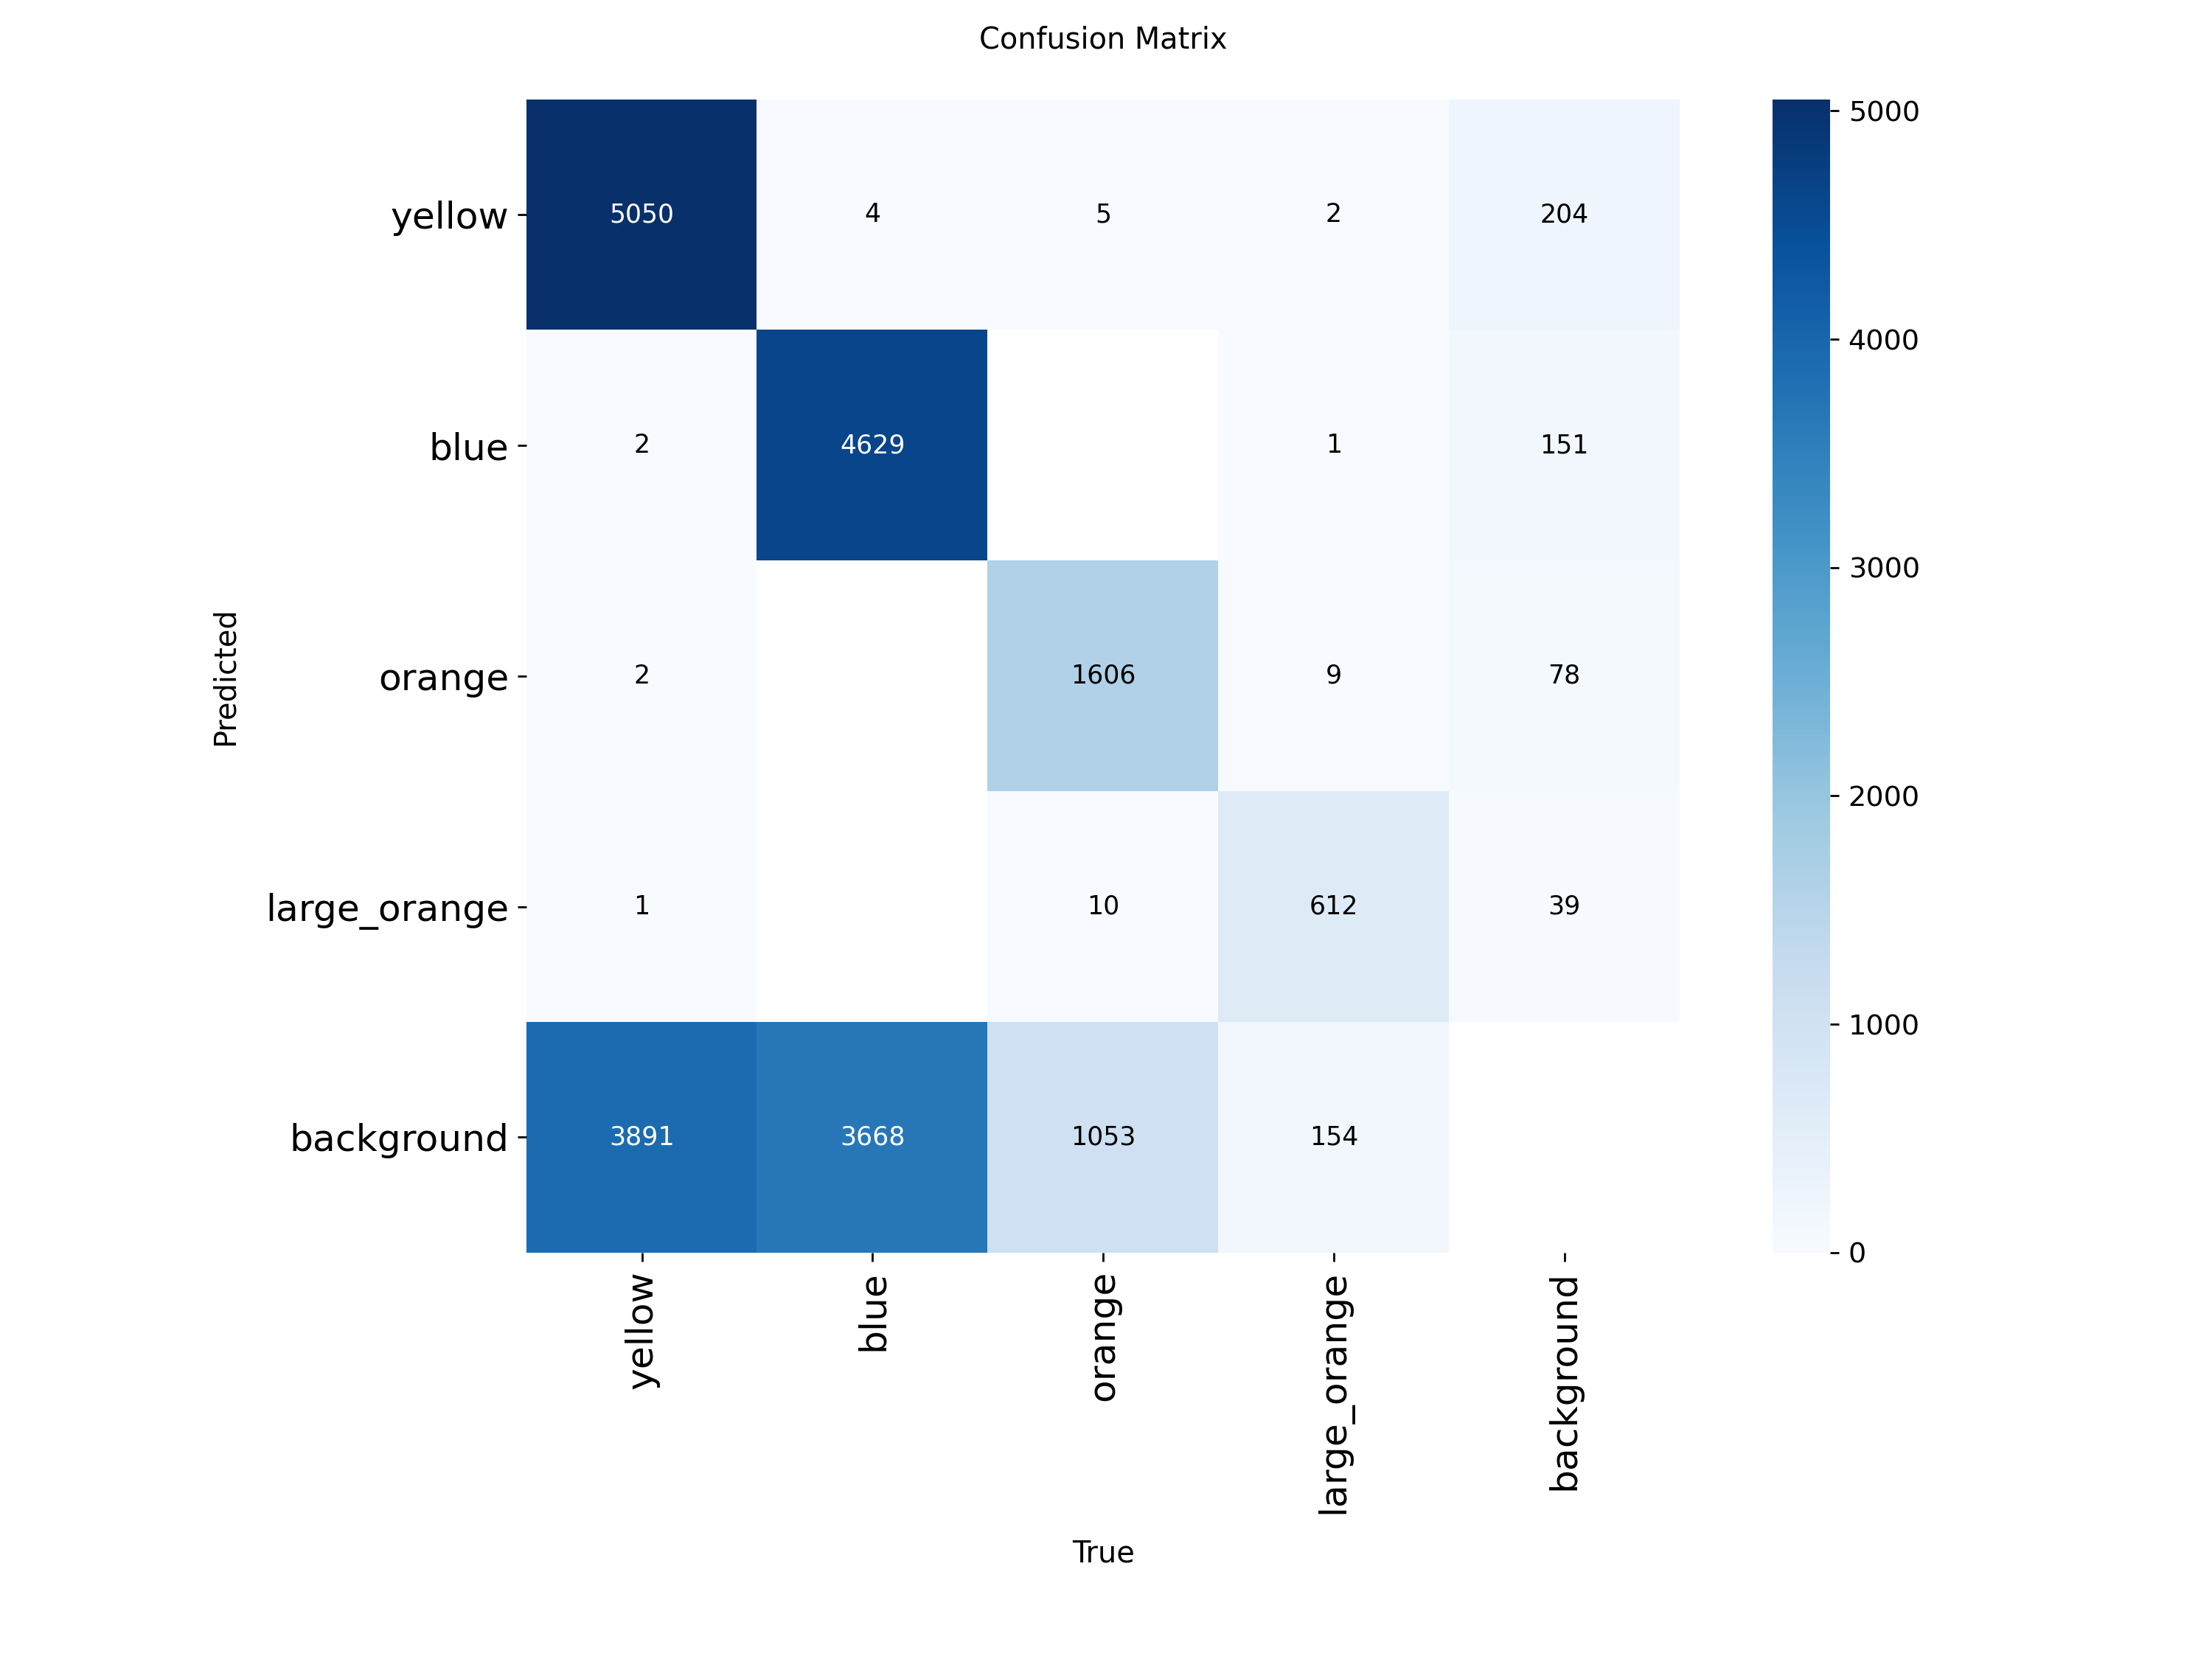 Confusion Matrix
yellow 5050 4 5 2 204
blue 2 4629 1 151
orange 2 1606 9 78
large_orange 1 10 612 39
background 3891 3668 1053 154
yellow blue orange large_orange background
Predicted
True
5000
4000
3000
2000
1000
0